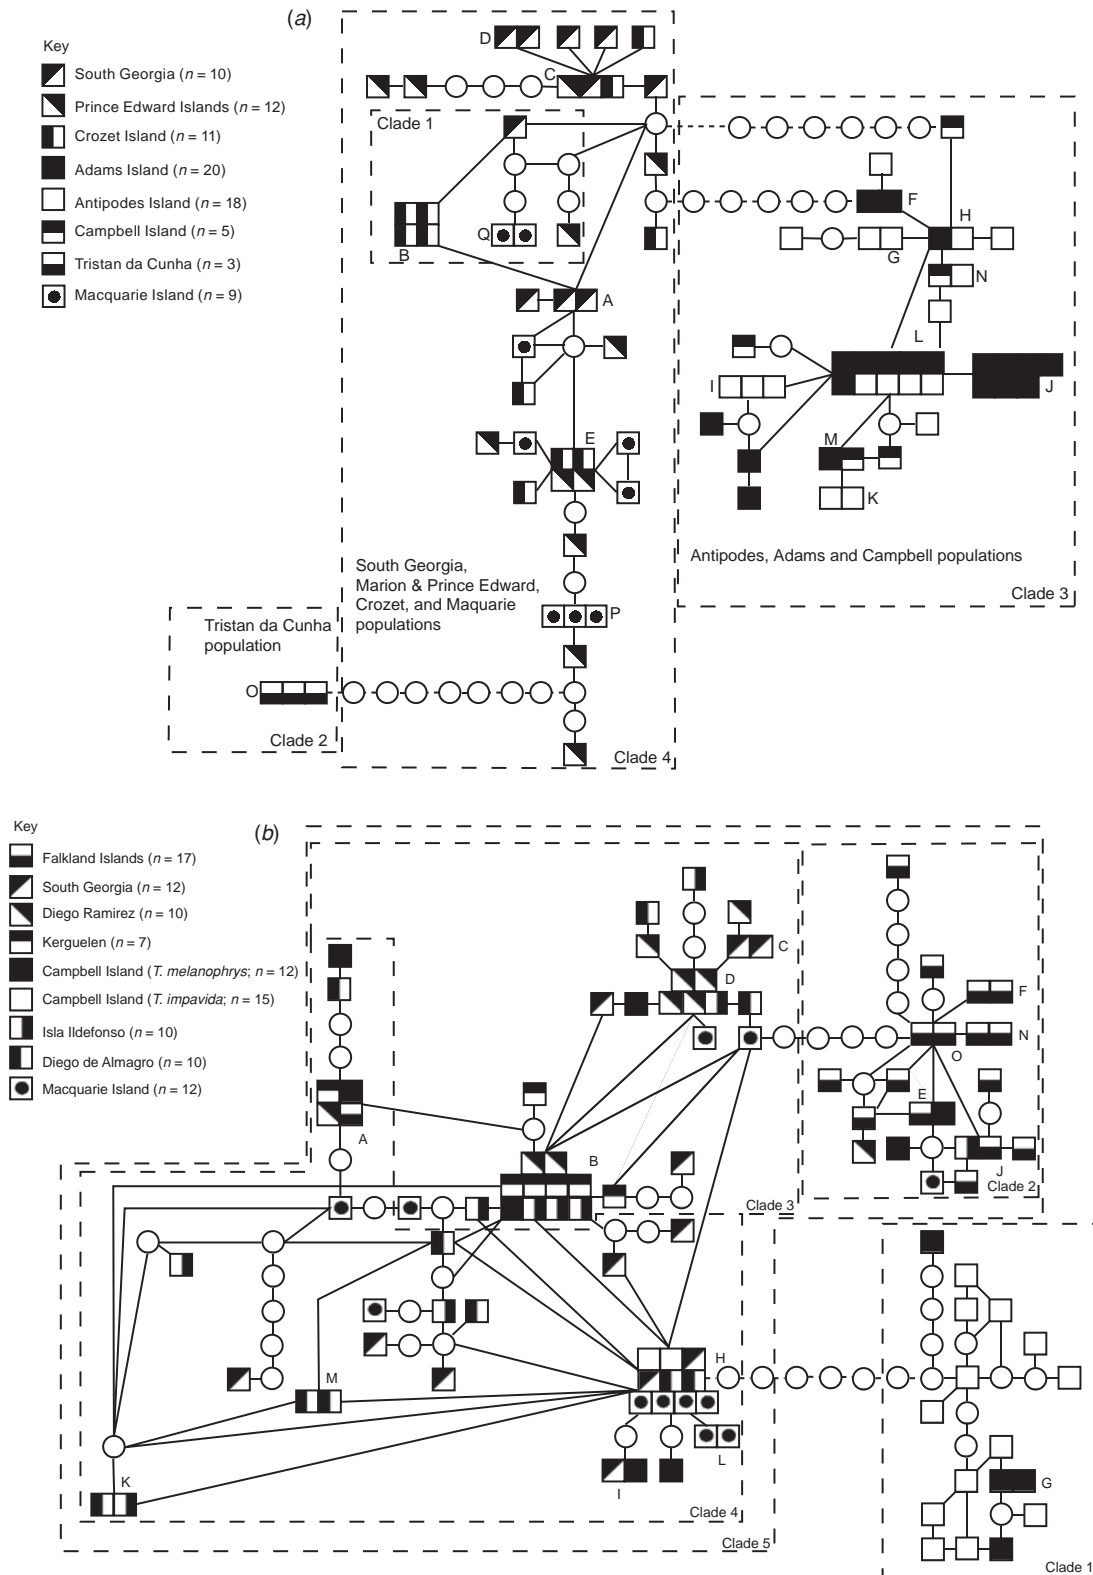 (a)
Key
South Georgia (n = 10)
Prince Edward Islands (n = 12)
Crozet Island (n = 11)
Adams Island (n = 20)
Antipodes Island (n = 18)
Campbell Island (n = 5)
Tristan da Cunha (n = 3)
Macquarie Island (n = 9)
D
C
Clade 1
B
Q
A
E
P
South Georgia,
Marion & Prince Edward,
Crozet, and Maquarie
populations
Clade 4
Tristan da Cunha
population
O
Clade 2
F
H
G
N
L
I
J
M
K
Antipodes, Adams and Campbell populations
Clade 3
(b)
Key
Falkland Islands (n = 17)
South Georgia (n = 12)
Diego Ramirez (n = 10)
Kerguelen (n = 7)
Campbell Island (T. melanophrys; n = 12)
Campbell Island (T. impavida; n = 15)
Isla Ildefonso (n = 10)
Diego de Almagro (n = 10)
Macquarie Island (n = 12)
C
D
A
B
Clade 3
F
N
O
E
J
Clade 2
H
M
L
I
K
Clade 4
Clade 5
G
Clade 1